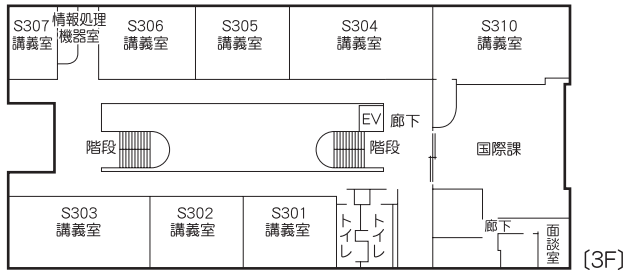 S307
講義室
情報処理
機器室
S306
講義室
S305
講義室
S304
講義室
S310
講義室
EV
廊下
階段
階段
国際課
S303
講義室
S302
講義室
S301
講義室
トイレ
トイレ
廊下
面談室
〔3F〕